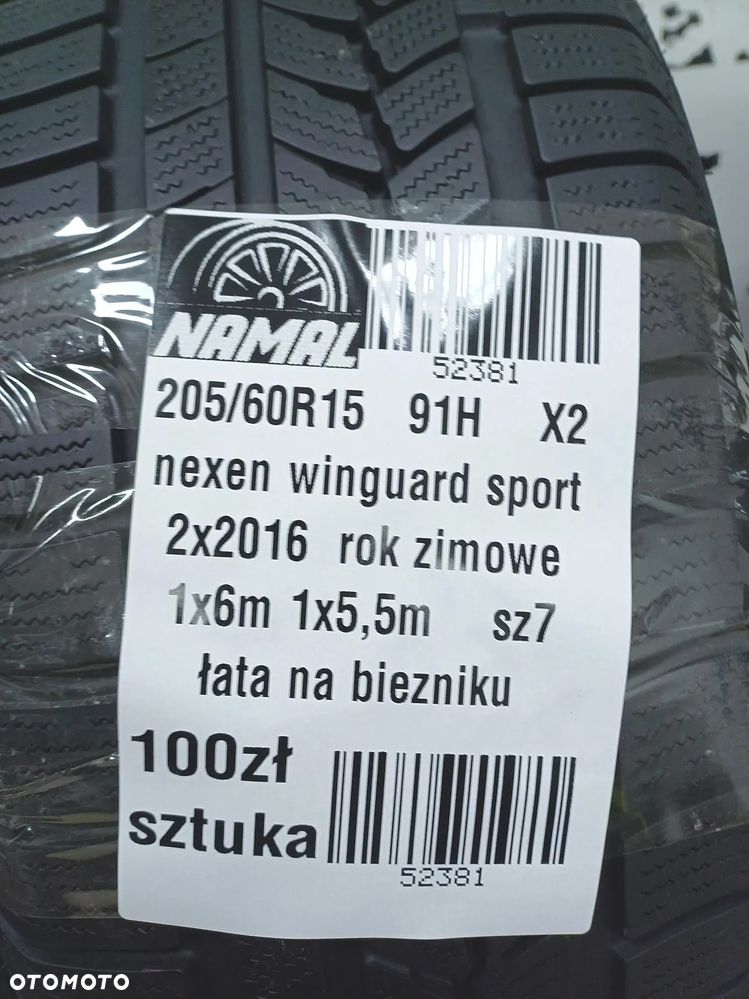 NAMAL
52381
205/60R15 91H X2
nexen winguard sport
2x2016 rok zimowe
1x6m 1x5,5m sz7
łata na biezniku
100zł
sztuka
52381
OTOMOTO